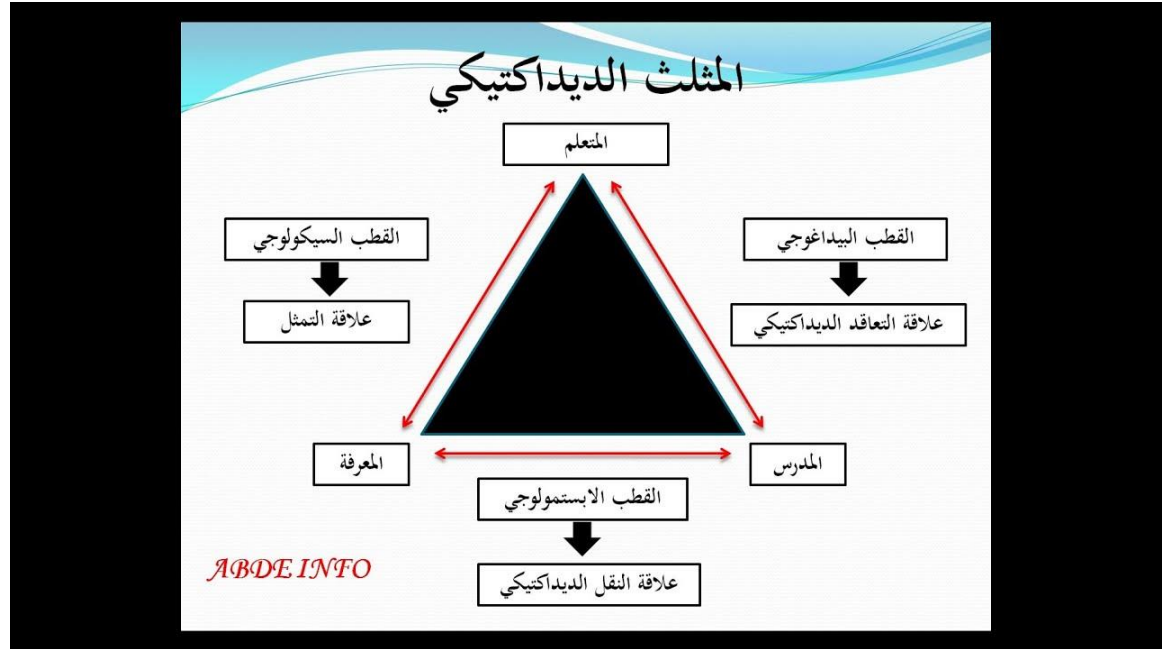 المثلث الديداكتيكي
المتعلم
القطب البيداغوجي
علاقة التعاقد الديداكتيكي
القطب السيكولوجي
علاقة التمثل
المدرس
المعرفة
القطب الابستمولوجي
علاقة النقل الديداكتيكي
ABDE INFO